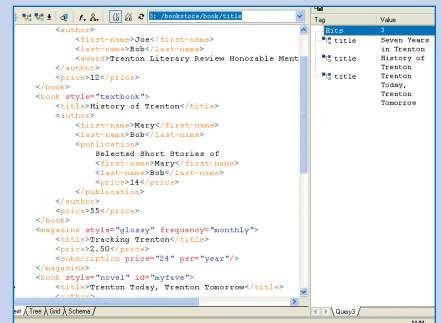 3: /bookstore/book/title
<author>
<first-name>Joe</first-name>
<last-name>Bob</last-name>
<award>Trenton Literary Review Honorable Ment
</author>
<price>12</price>
</book>
<book style="textbook">
<title>History of Trenton</title>
<author>
<first-name>Mary</first-name>
<last-name>Bob</last-name>
<publication>
Selected Short Stories of
<first-name>Mary</first-name>
<last-name>Bob</last-name>
<price>14</price>
</publication>
</author>
<price>55</price>
</book>
<magazine style="glossy" frequency="monthly">
<title>Tracking Trenton</title>
<price>2.50</price>
<subscription price="24" per="year"/>
</magazine>
<book style="novel" id="myfave">
<title>Trenton Today, Trenton Tomorrow</title>
<author>
Text Tree Grid Schema
Tag Value
Hits 3
title Seven Years
in Trenton
title History of
Trenton
title Trenton
Today,
Trenton
Tomorrow
Query3
NUM